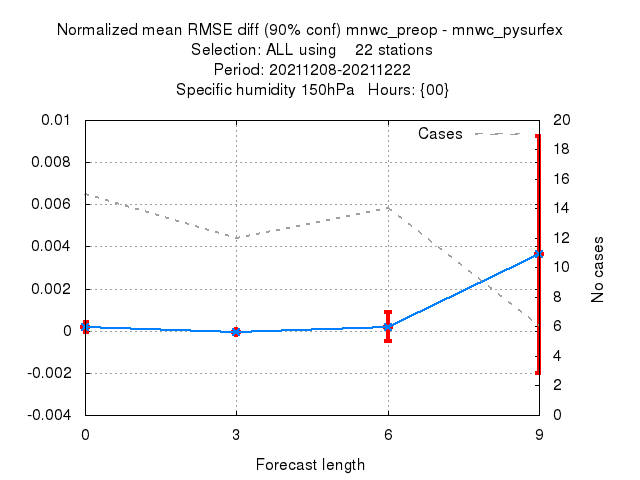 Normalized mean RMSE diff (90% conf) mnwc_preop - mnwc_pysurfex
Selection: ALL using    22 stations
Period: 20211208-20211222
Specific humidity 150hPa   Hours: {00}
Cases
0.01
0.008
0.006
0.004
0.002
0
-0.002
-0.004
20
18
16
14
12
10
8
6
4
2
0
No cases
0 3 6 9
Forecast length